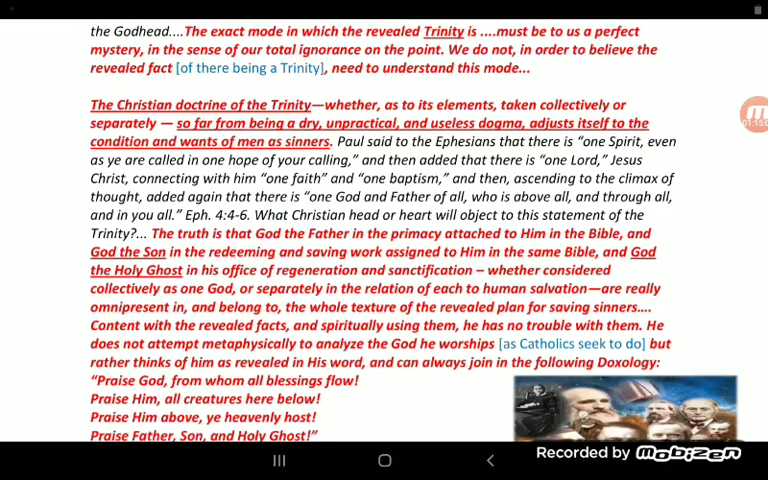 the Godhead....The exact mode in which the revealed Trinity is ....must be to us a perfect
mystery, in the sense of our total ignorance on the point. We do not, in order to believe the
revealed fact [of there being a Trinity], need to understand this mode...
The Christian doctrine of the Trinity—whether, as to its elements, taken collectively or
separately — so far from being a dry, unpractical, and useless dogma, adjusts itself to the
condition and wants of men as sinners. Paul said to the Ephesians that there is “one Spirit, even
as ye are called in one hope of your calling,” and then added that there is “one Lord,” Jesus
Christ, connecting with him “one faith” and “one baptism,” and then, ascending to the climax of
thought, added again that there is “one God and Father of all, who is above all, and through all,
and in you all.” Eph. 4:4-6. What Christian head or heart will object to this statement of the
Trinity?... The truth is that God the Father in the primacy attached to Him in the Bible, and
God the Son in the redeeming and saving work assigned to Him in the same Bible, and God
the Holy Ghost in his office of regeneration and sanctification – whether considered
collectively as one God, or separately in the relation of each to human salvation—are really
omnipresent in, and belong to, the whole texture of the revealed plan for saving sinners....
Content with the revealed facts, and spiritually using them, he has no trouble with them. He
does not attempt metaphysically to analyze the God he worships [as Catholics seek to do] but
rather thinks of him as revealed in His word, and can always join in the following Doxology:
“Praise God, from whom all blessings flow!
Praise Him, all creatures here below!
Praise Him above, ye heavenly host!
Praise Father, Son, and Holy Ghost!”
Recorded by Mobizen